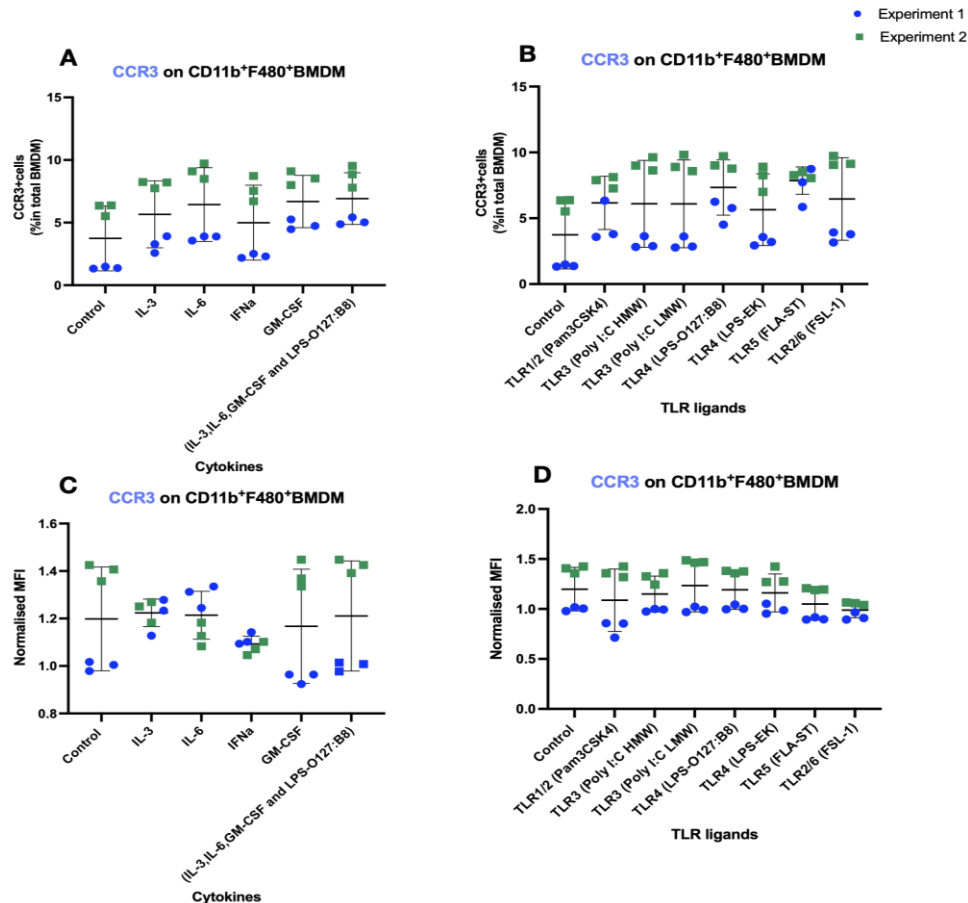 Experiment 1
Experiment 2
A
CCR3 on CD11b⁺F480⁺BMDM
CCR3+cells
(%in total BMDM)
15
10
5
0
Control
IL-3
IL-6
IFNa
GM-CSF
(IL-3,IL-6,GM-CSF and LPS-O127:B8)
Cytokines
B
CCR3 on CD11b⁺F480⁺BMDM
CCR3+cells
(%in total BMDM)
15
10
5
0
Control
TLR1/2 (Pam3CSK4)
TLR3 (Poly I:C HMW)
TLR3 (Poly I:C LMW)
TLR4 (LPS-O127:B8)
TLR4 (LPS-EK)
TLR5 (FLA-ST)
TLR2/6 (FSL-1)
TLR ligands
C
CCR3 on CD11b⁺F480⁺BMDM
Normalised MFI
1.6
1.4
1.2
1.0
0.8
Control
IL-3
IL-6
IFNa
GM-CSF
(IL-3,IL-6,GM-CSF and LPS-O127:B8)
Cytokines
D
CCR3 on CD11b⁺F480⁺BMDM
Normalised MFI
2.0
1.5
1.0
0.5
0.0
Control
TLR1/2 (Pam3CSK4)
TLR3 (Poly I:C HMW)
TLR3 (Poly I:C LMW)
TLR4 (LPS-O127:B8)
TLR4 (LPS-EK)
TLR5 (FLA-ST)
TLR2/6 (FSL-1)
TLR ligands